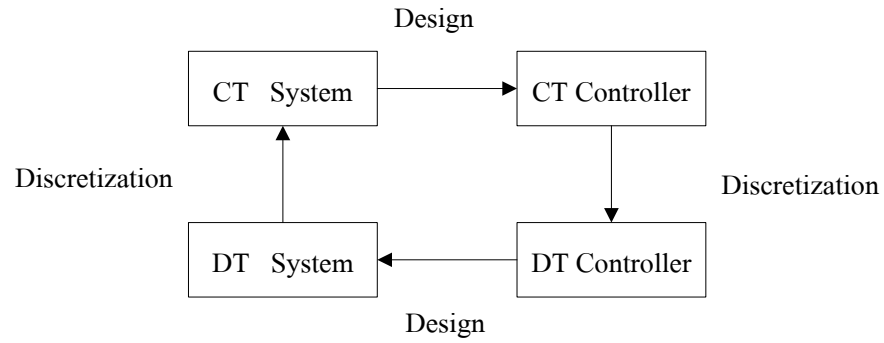 Design
CT System
CT Controller
Discretization
Discretization
DT System
DT Controller
Design